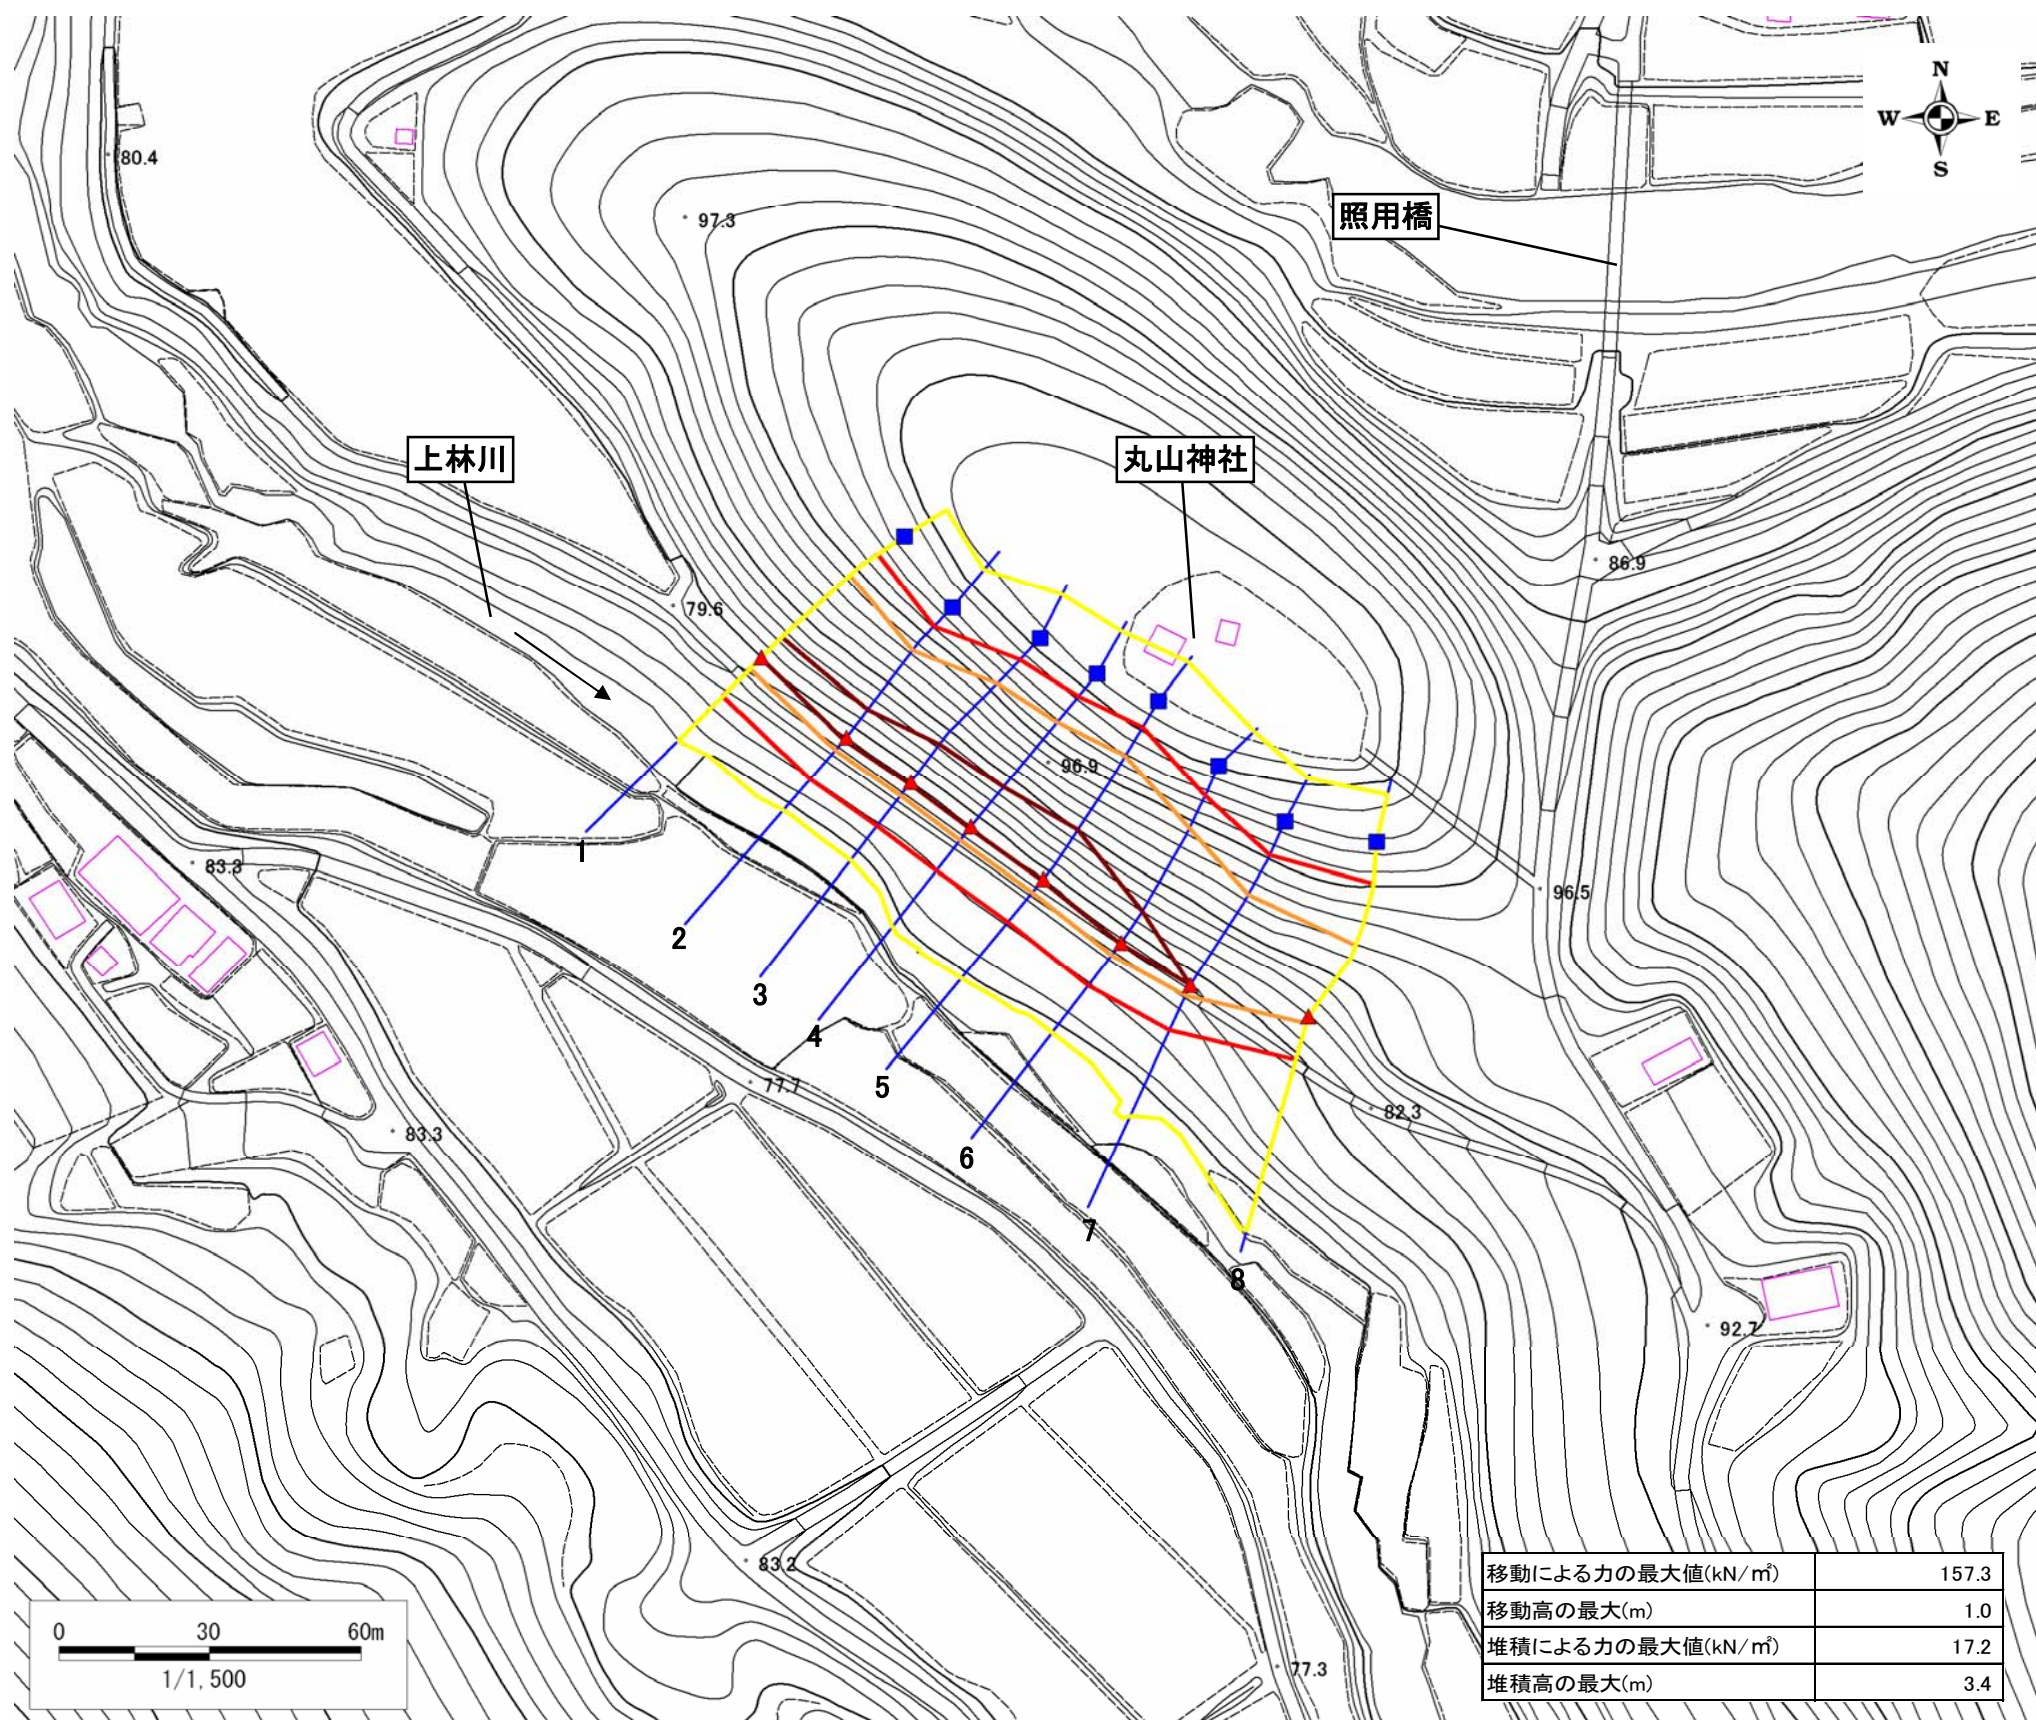 N
W E
S
80.4
97.3
照用橋
上林川
丸山神社
86.9
79.6
96.9
1
83.3
2
96.5
3
4
77.7
5
82.3
83.3
6
7
8
92.7
83.2
77.3
移動による力の最大値(kN/㎡) 157.3
移動高の最大(m) 1.0
堆積による力の最大値(kN/㎡) 17.2
堆積高の最大(m) 3.4
0 30 60m
1/1,500